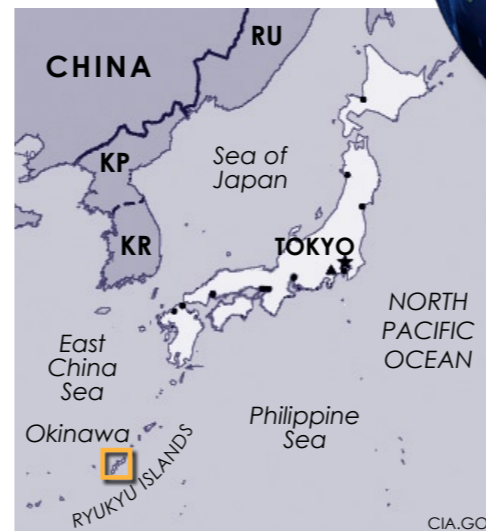 RU
CHINA
KP
Sea of
Japan
KR
TOKYO
NORTH
PACIFIC
OCEAN
East
China
Sea
Philippine
Sea
Okinawa
RYUKYU ISLANDS
CIA.GO